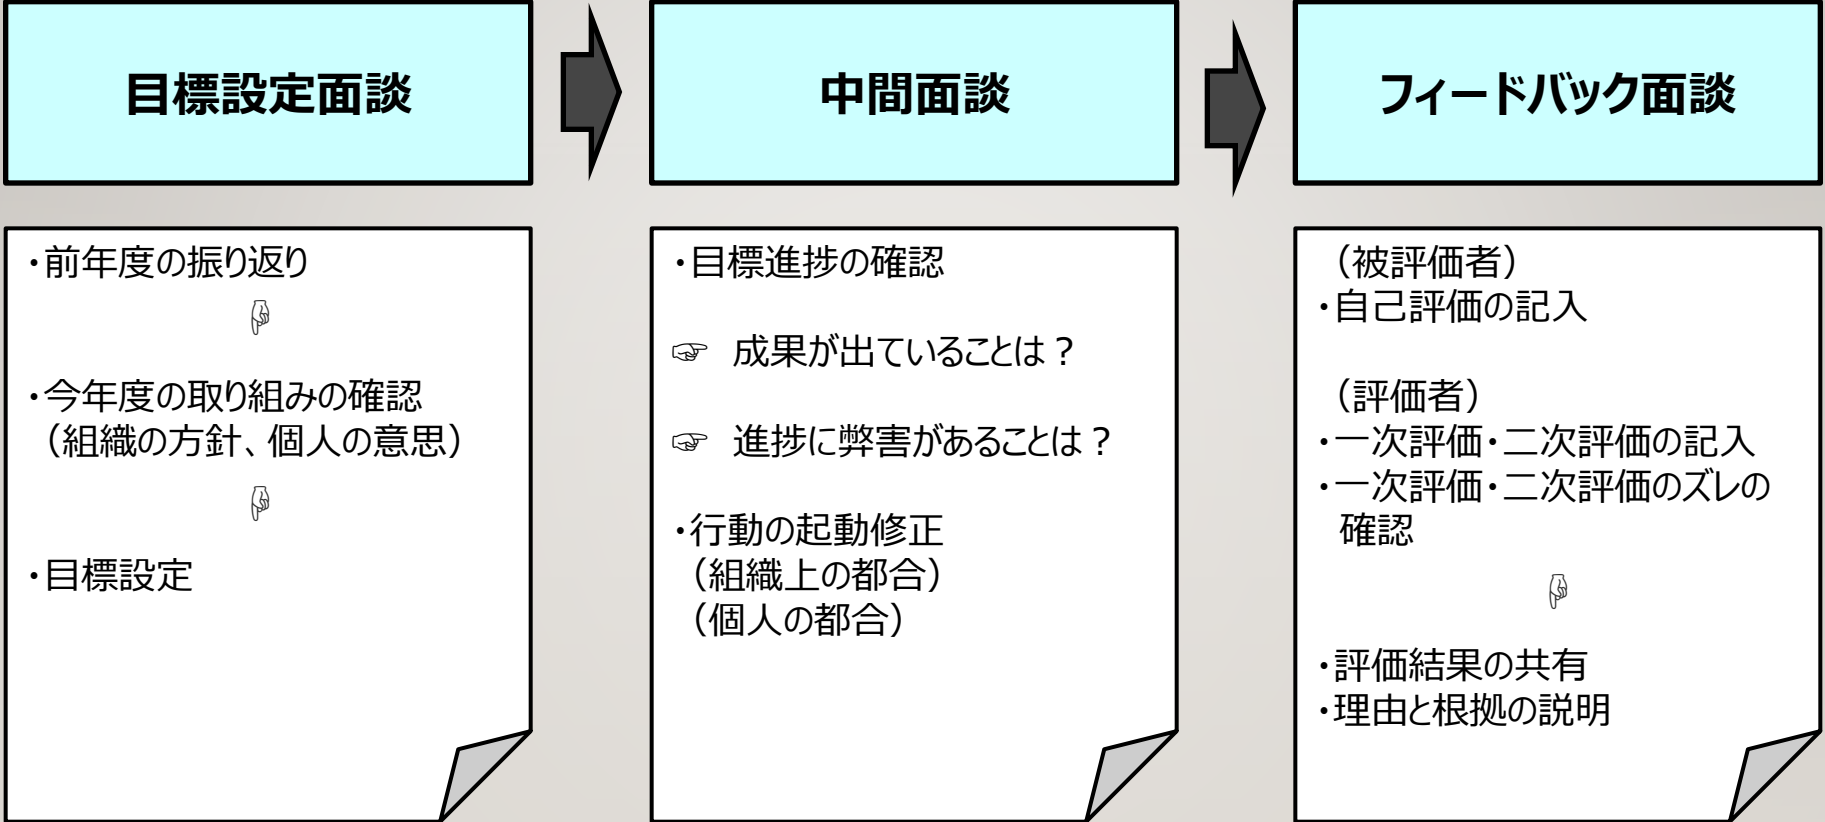 目標設定面談
中間面談
フィードバック面談
・前年度の振り返り
☟
・今年度の取り組みの確認
（組織の方針、個人の意思）
☟
・目標設定
・目標進捗の確認
☞ 成果が出ていることは？
☞ 進捗に弊害があることは？
・行動の起動修正
（組織上の都合）
（個人の都合）
（被評価者）
・自己評価の記入
（評価者）
・一次評価・二次評価の記入
・一次評価・二次評価のズレの
確認
☟
・評価結果の共有
・理由と根拠の説明